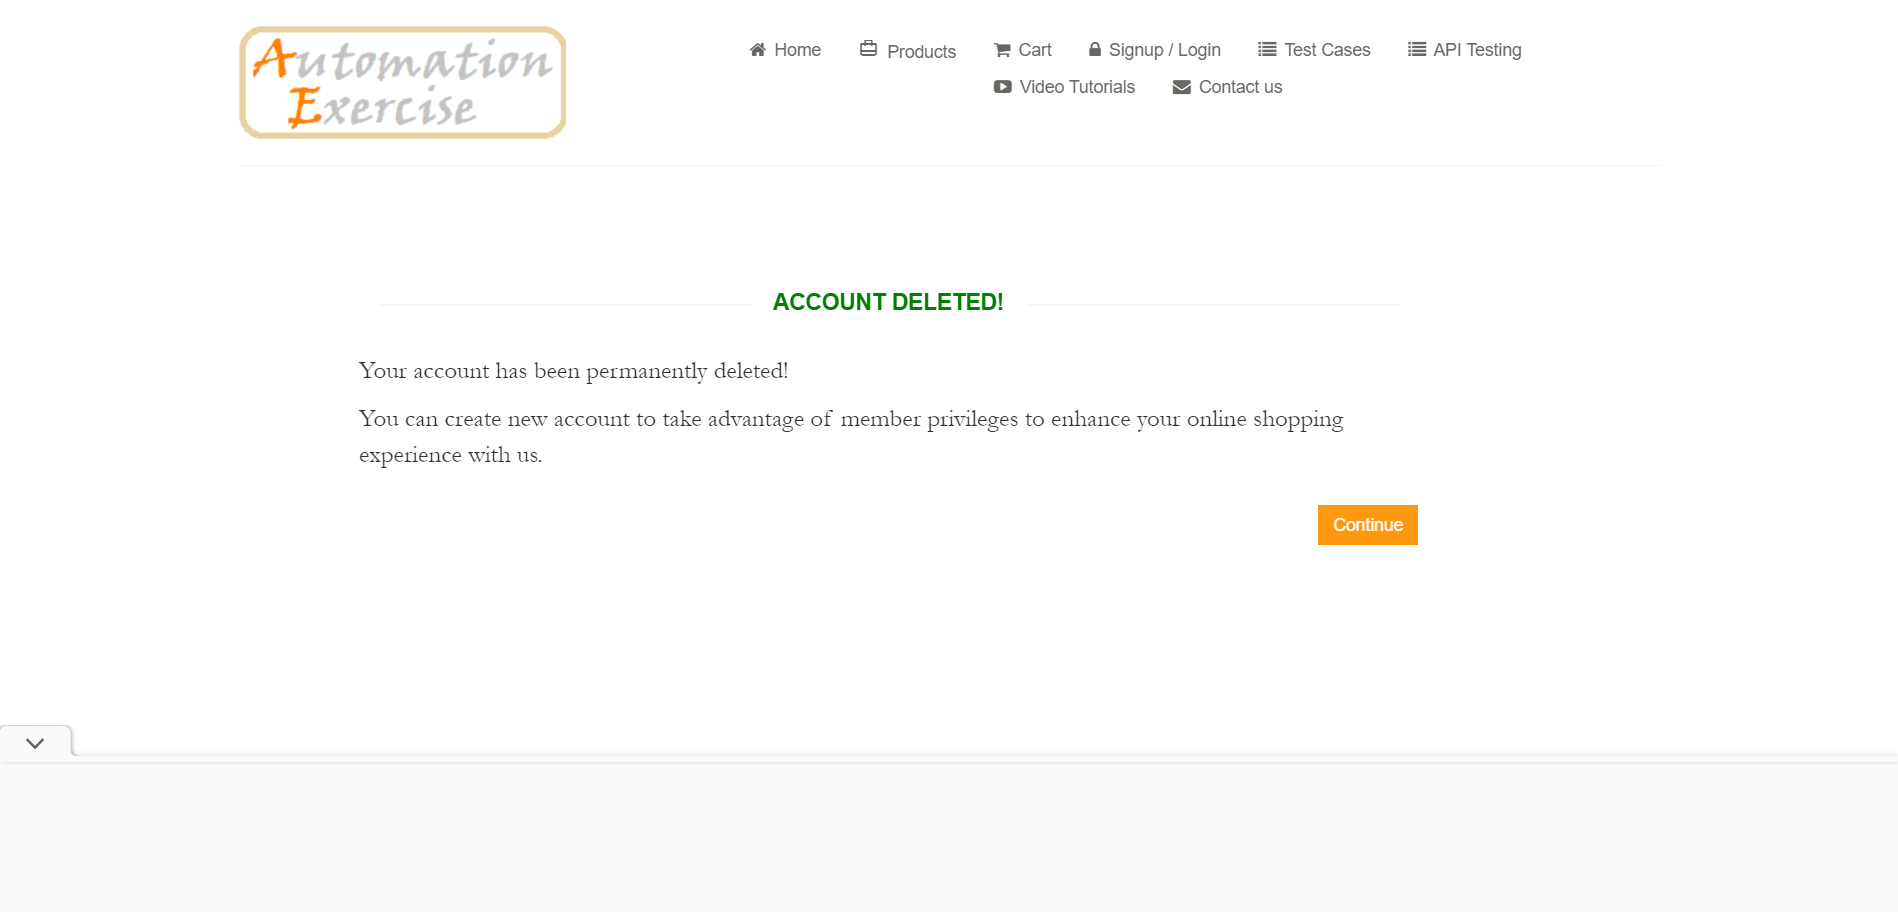 Automation
Exercise
Home
Products
Cart
Signup / Login
Test Cases
API Testing
Video Tutorials
Contact us
ACCOUNT DELETED!
Your account has been permanently deleted!
You can create new account to take advantage of member privileges to enhance your online shopping
experience with us.
Continue